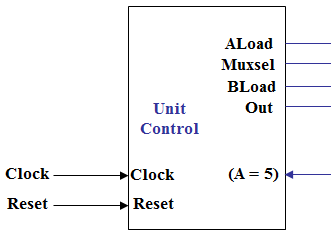 ALoad
Muxsel
BLoad
Unit Out
Control
Clock Clock (A = 5)
Reset Reset